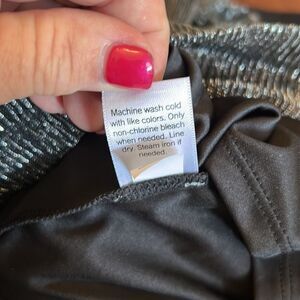 Machine wash cold
with like colors. Only
non-chlorine bleach
when needed. Line
dry. Steam iron if
needed.